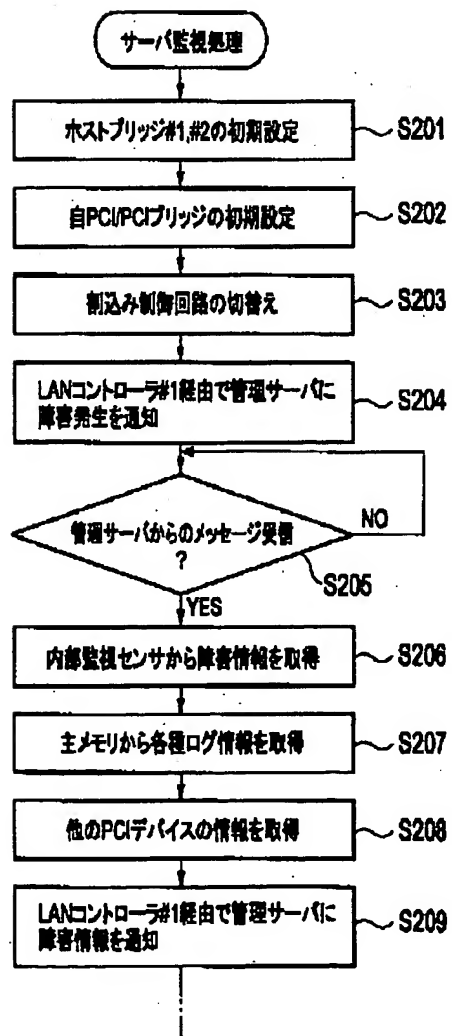 サーバ監視処理
ホストブリッジ#1,#2の初期設定
S201
自PCI/PCIブリッジの初期設定
S202
割込み制御回路の切替え
S203
LANコントローラ#1経由で管理サーバに
障害発生を通知
S204
管理サーバからのメッセージ受信
?
NO
S205
YES
内部監視センサから障害情報を取得
S206
主メモリから各種ログ情報を取得
S207
他のPCIデバイスの情報を取得
S208
LANコントローラ#1経由で管理サーバに
障害情報を通知
S209